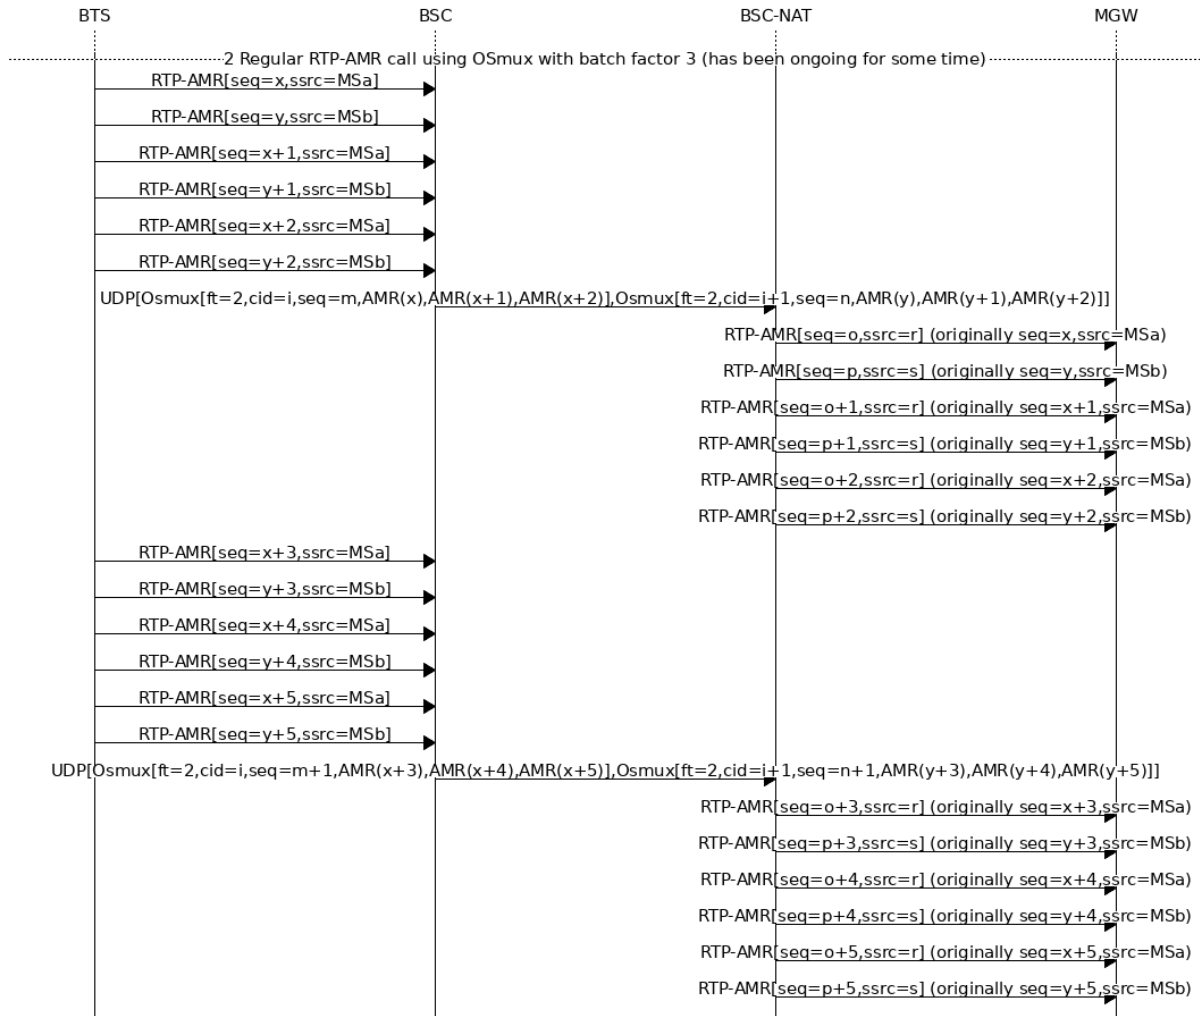 BTS BSC BSC-NAT MGW
2 Regular RTP-AMR call using OSmux with batch factor 3 (has been ongoing for some time)
RTP-AMR[seq=x,ssrc=MSa]
RTP-AMR[seq=y,ssrc=MSb]
RTP-AMR[seq=x+1,ssrc=MSa]
RTP-AMR[seq=y+1,ssrc=MSb]
RTP-AMR[seq=x+2,ssrc=MSa]
RTP-AMR[seq=y+2,ssrc=MSb]
UDP[Osmux[ft=2,cid=i,seq=m,AMR(x),AMR(x+1),AMR(x+2)],Osmux[ft=2,cid=i+1,seq=n,AMR(y),AMR(y+1),AMR(y+2)]]
RTP-AMR[seq=o,ssrc=r] (originally seq=x,ssrc=MSa)
RTP-AMR[seq=p,ssrc=s] (originally seq=y,ssrc=MSb)
RTP-AMR[seq=o+1,ssrc=r] (originally seq=x+1,ssrc=MSa)
RTP-AMR[seq=p+1,ssrc=s] (originally seq=y+1,ssrc=MSb)
RTP-AMR[seq=o+2,ssrc=r] (originally seq=x+2,ssrc=MSa)
RTP-AMR[seq=p+2,ssrc=s] (originally seq=y+2,ssrc=MSb)
RTP-AMR[seq=x+3,ssrc=MSa]
RTP-AMR[seq=y+3,ssrc=MSb]
RTP-AMR[seq=x+4,ssrc=MSa]
RTP-AMR[seq=y+4,ssrc=MSb]
RTP-AMR[seq=x+5,ssrc=MSa]
RTP-AMR[seq=y+5,ssrc=MSb]
UDP[Osmux[ft=2,cid=i,seq=m+1,AMR(x+3),AMR(x+4),AMR(x+5)],Osmux[ft=2,cid=i+1,seq=n+1,AMR(y+3),AMR(y+4),AMR(y+5)]]
RTP-AMR[seq=o+3,ssrc=r] (originally seq=x+3,ssrc=MSa)
RTP-AMR[seq=p+3,ssrc=s] (originally seq=y+3,ssrc=MSb)
RTP-AMR[seq=o+4,ssrc=r] (originally seq=x+4,ssrc=MSa)
RTP-AMR[seq=p+4,ssrc=s] (originally seq=y+4,ssrc=MSb)
RTP-AMR[seq=o+5,ssrc=r] (originally seq=x+5,ssrc=MSa)
RTP-AMR[seq=p+5,ssrc=s] (originally seq=y+5,ssrc=MSb)